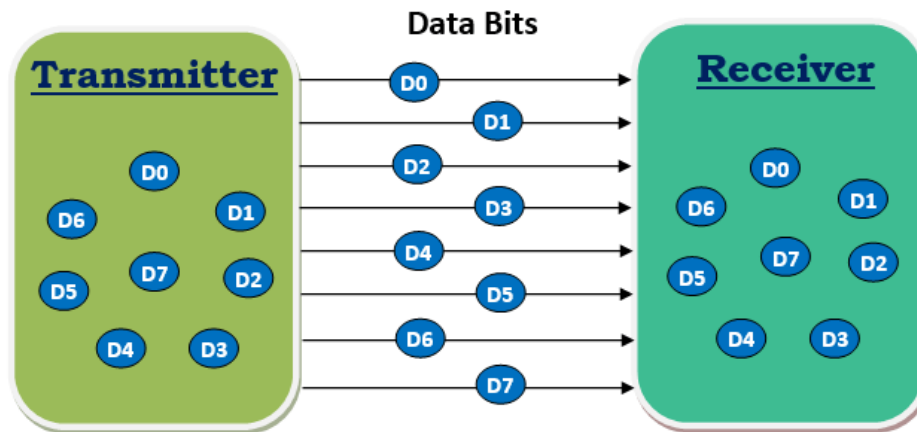 Data Bits
Transmitter
Receiver
D0
D1
D2
D3
D4
D5
D6
D7
D0
D6
D1
D7
D5
D2
D4
D3
D0
D6
D1
D7
D5
D2
D4
D3